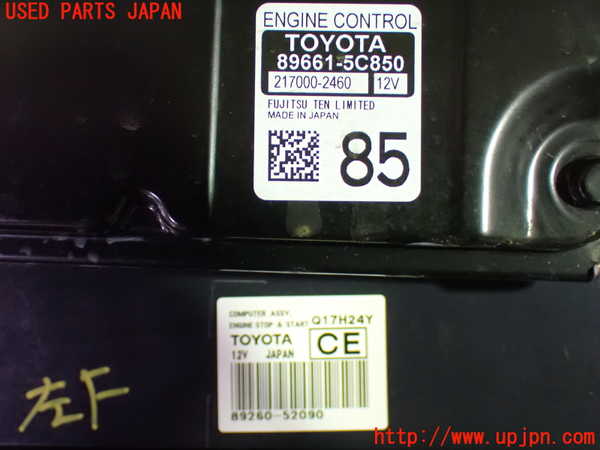 USED PARTS JAPAN
ENGINE CONTROL
TOYOTA
89661-5C850
217000-2460 12V
FUJITSU TEN LIMITED
MADE IN JAPAN
85
COMPUTER ASSY,
ENGINE STOP & START Q17H24Y
TOYOTA CE
12V JAPAN
89260-52090
左F
www.upjpn.com